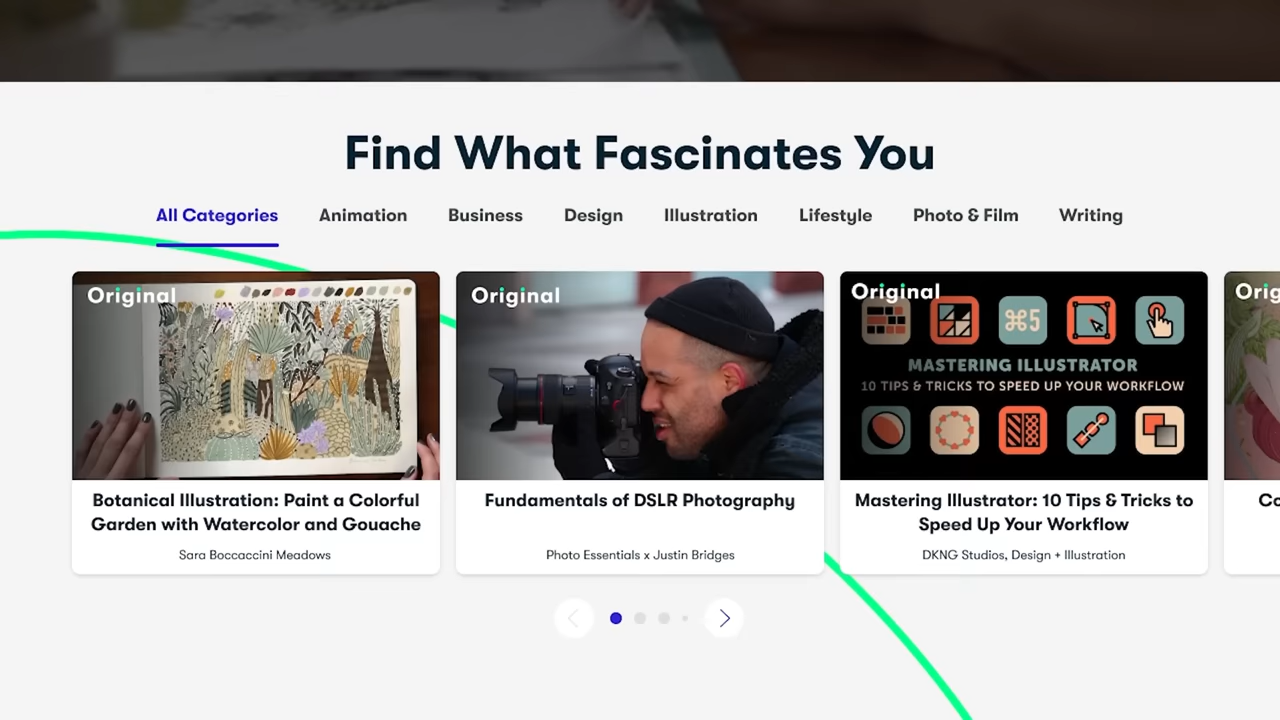 Find What Fascinates You
All Categories Animation Business Design Illustration Lifestyle Photo & Film Writing
Original
Botanical Illustration: Paint a Colorful
Garden with Watercolor and Gouache
Sara Boccaccini Meadows
Original
Fundamentals of DSLR Photography
Photo Essentials x Justin Bridges
Original
⌘5
MASTERING ILLUSTRATOR
10 TIPS & TRICKS TO SPEED UP YOUR WORKFLOW
Mastering Illustrator: 10 Tips & Tricks to
Speed Up Your Workflow
DKNG Studios, Design + Illustration